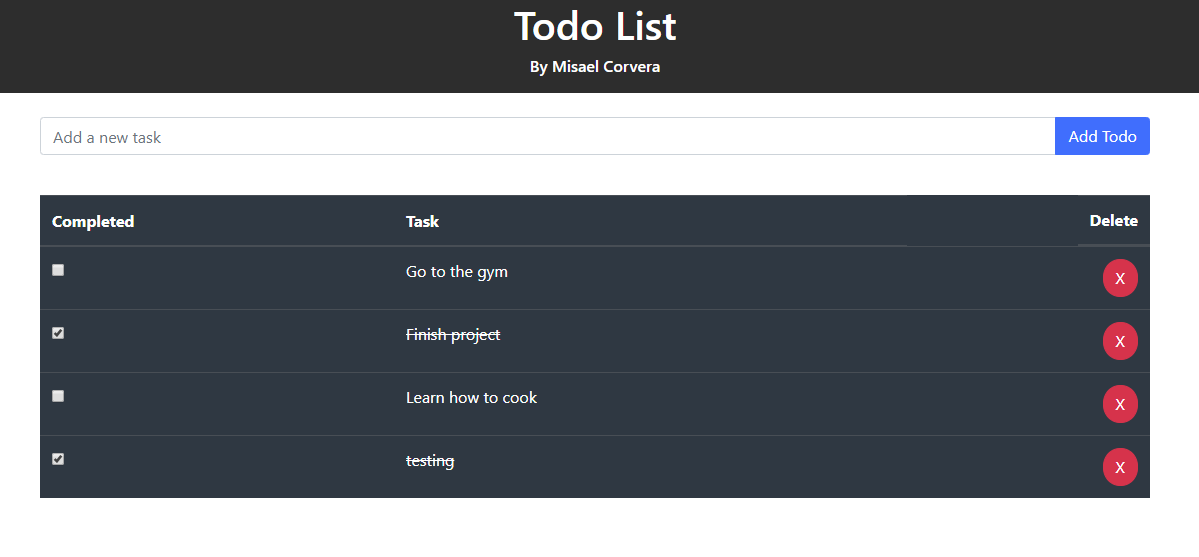 Todo List
By Misael Corvera
Add a new task Add Todo
Completed Task Delete
Go to the gym X
Finish project X
Learn how to cook X
testing X